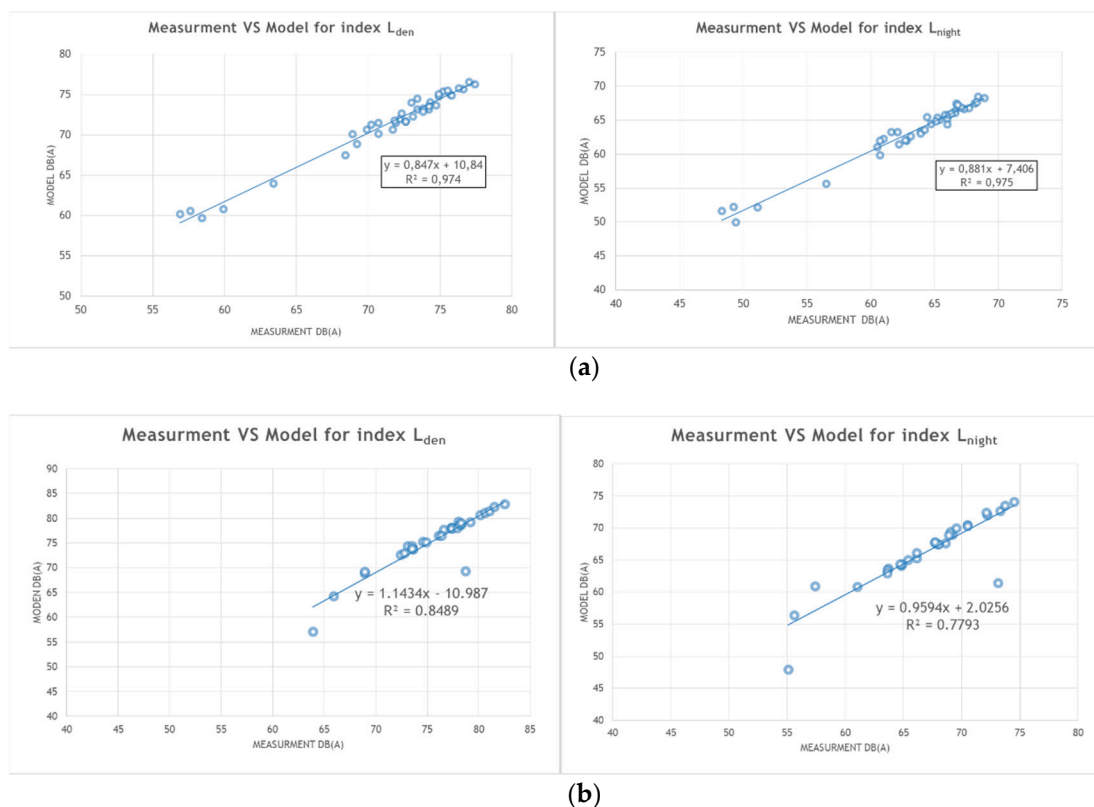 Measurment VS Model for index Lden
80
75
70
65
60
55
50
50 55 60 65 70 75 80
MODEL DB(A)
MEASURMENT DB(A)
y = 0,847x + 10,84
R² = 0,974
Measurment VS Model for index Lnight
75
70
65
60
55
50
45
40
40 45 50 55 60 65 70 75
MODEL DB(A)
MEASURMENT DB(A)
y = 0,881x + 7,406
R² = 0,975
(a)
Measurment VS Model for index Lden
90
85
80
75
70
65
60
55
50
45
40
40 45 50 55 60 65 70 75 80 85
MODEN DB(A)
MEASURMENT DB(A)
y = 1.1434x - 10.987
R² = 0.8489
Measurment VS Model for index Lnight
80
75
70
65
60
55
50
45
40
40 45 50 55 60 65 70 75 80
MODEL DB(A)
MEASURMENT DB(A)
y = 0.9594x + 2.0256
R² = 0.7793
(b)